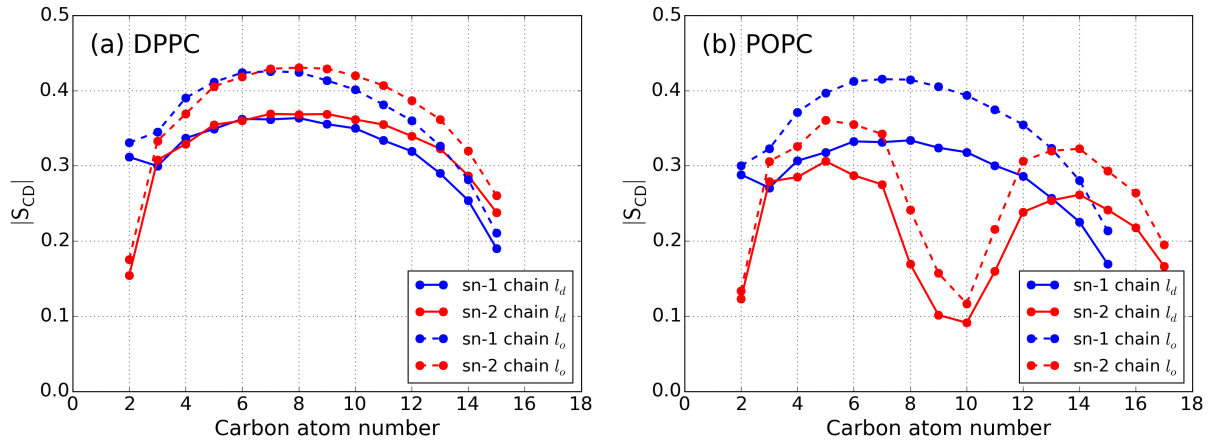 (a) DPPC
|S_CD|
0.5
0.4
0.3
0.2
0.1
0.0
0 2 4 6 8 10 12 14 16 18
Carbon atom number
sn-1 chain l_d
sn-2 chain l_d
sn-1 chain l_o
sn-2 chain l_o
(b) POPC
|S_CD|
0.5
0.4
0.3
0.2
0.1
0.0
0 2 4 6 8 10 12 14 16 18
Carbon atom number
sn-1 chain l_d
sn-2 chain l_d
sn-1 chain l_o
sn-2 chain l_o